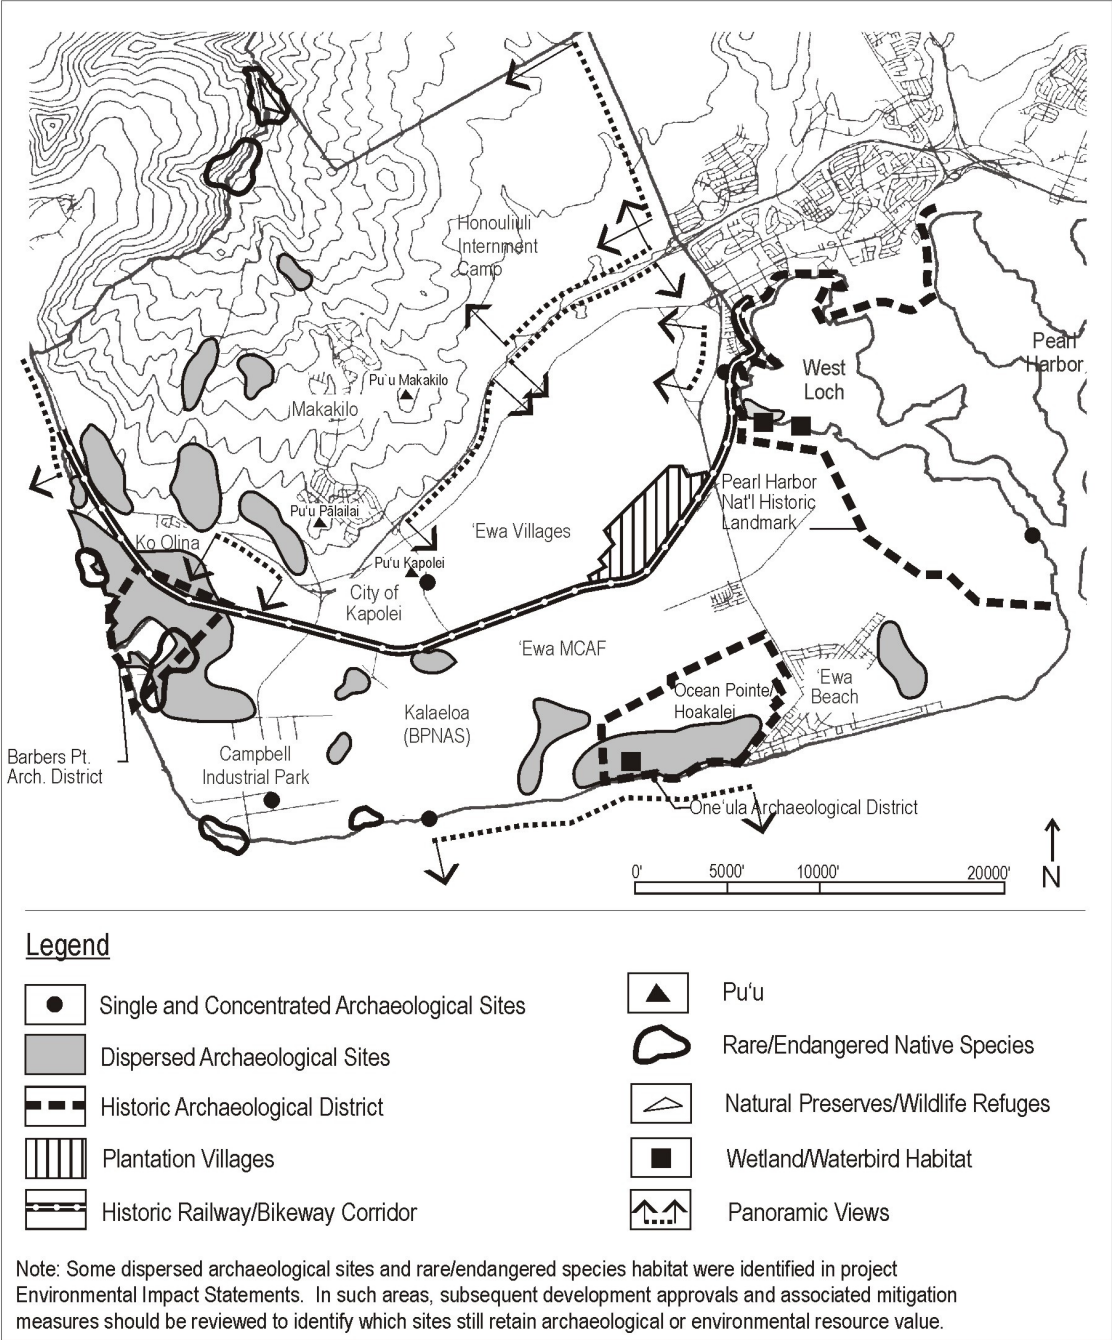 Honouliuli
Internment
Camp
Pearl
Harbor
West
Loch
Pu'u Makakilo
Makakilo
Pearl Harbor
Nat'l Historic
Landmark
Pu'u Pālailai
'Ewa Villages
Ko Olina
Pu'u Kapolei
City of
Kapolei
'Ewa MCAF
'Ewa
Beach
Ocean Pointe/
Hoakalei
Kalaeloa
(BPNAS)
Barbers Pt.
Arch. District
Campbell
Industrial Park
One'ula Archaeological District
0' 5000' 10000' 20000'
N
Legend
Single and Concentrated Archaeological Sites
Dispersed Archaeological Sites
Historic Archaeological District
Plantation Villages
Historic Railway/Bikeway Corridor
Pu'u
Rare/Endangered Native Species
Natural Preserves/Wildlife Refuges
Wetland/Waterbird Habitat
Panoramic Views
Note: Some dispersed archaeological sites and rare/endangered species habitat were identified in project
Environmental Impact Statements. In such areas, subsequent development approvals and associated mitigation
measures should be reviewed to identify which sites still retain archaeological or environmental resource value.